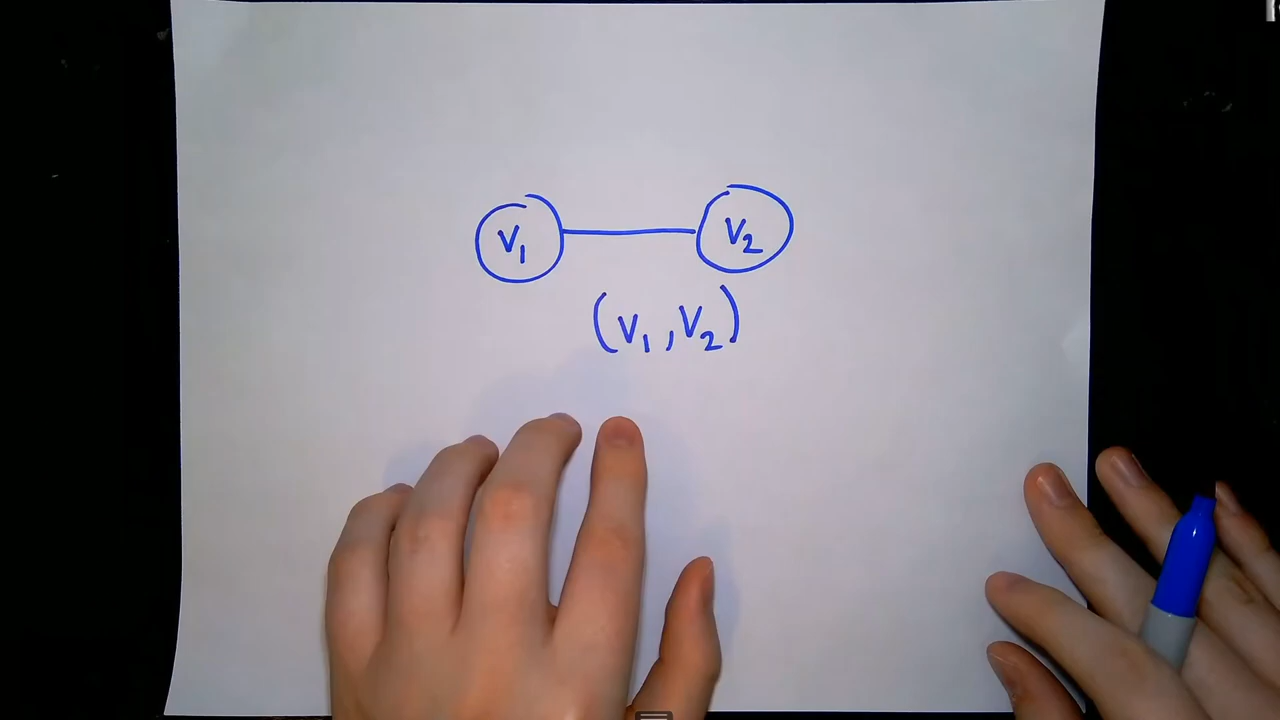 V₁ V₂
(V₁, V₂)